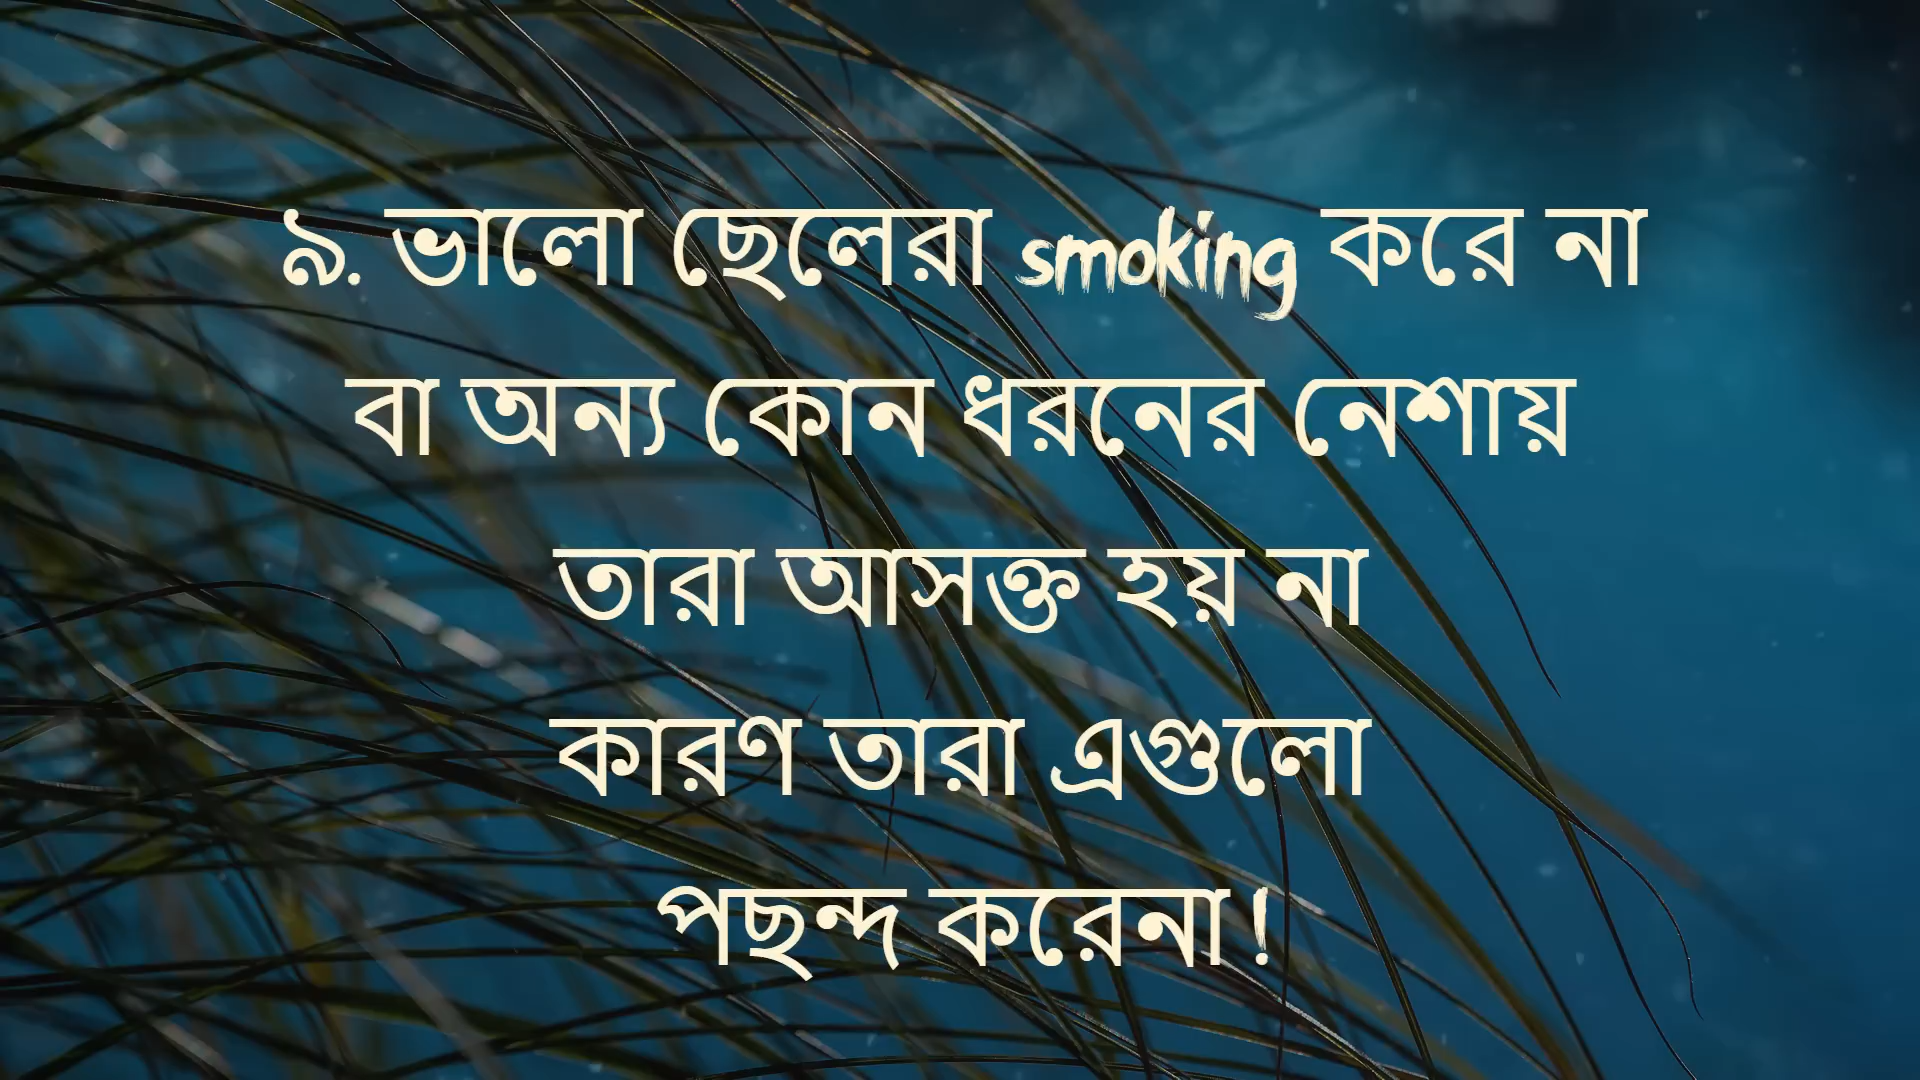 ৯. ভালো ছেলেরা smoking করে না
বা অন্য কোন ধরনের নেশায়
তারা আসক্ত হয় না
কারণ তারা এগুলো
পছন্দ করেনা!